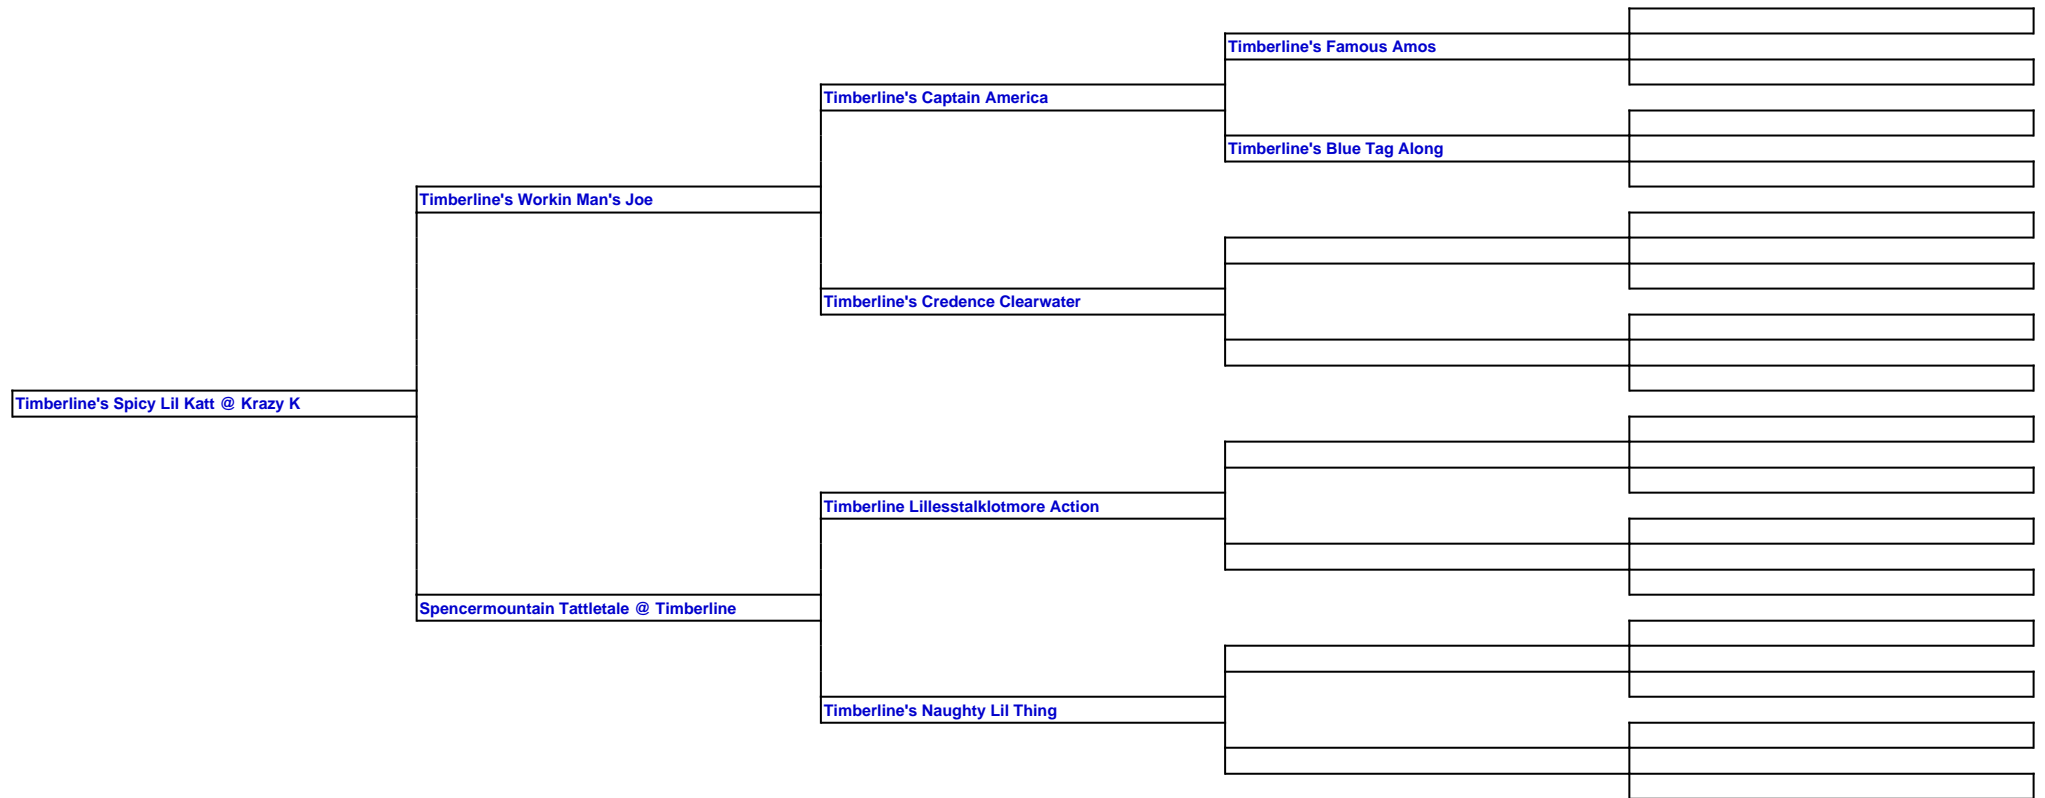 Timberline's Famous Amos
Timberline's Captain America
Timberline's Blue Tag Along
Timberline's Workin Man's Joe
Timberline's Credence Clearwater
Timberline's Spicy Lil Katt @ Krazy K
Timberline Lillesstalklotmore Action
Spencermountain Tattletale @ Timberline
Timberline's Naughty Lil Thing